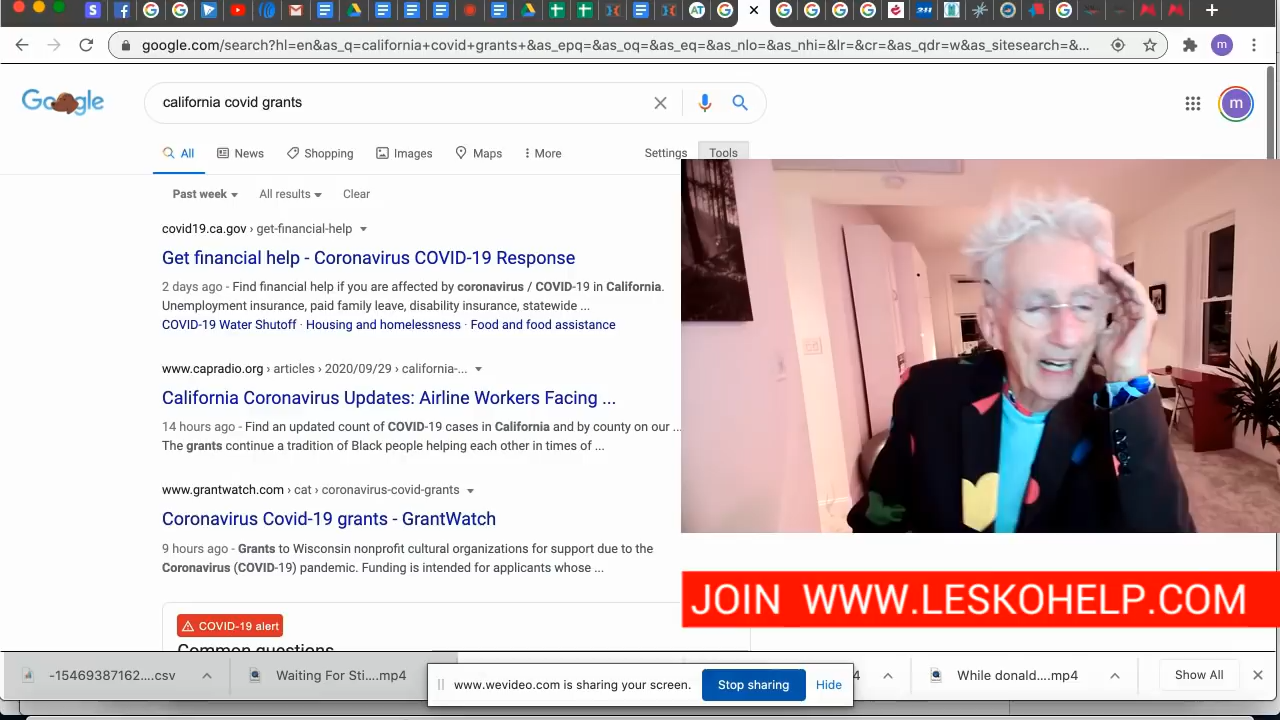 google.com/search?hl=en&as_q=california+covid+grants+&as_epq=&as_oq=&as_eq=&as_nlo=&as_nhi=&lr=&cr=&as_qdr=w&as_sitesearch=&...
m
Google
california covid grants
m
All
News
Shopping
Images
Maps
More
Settings
Tools
Past week
All results
Clear
covid19.ca.gov › get-financial-help
Get financial help - Coronavirus COVID-19 Response
2 days ago - Find financial help if you are affected by coronavirus / COVID-19 in California.
Unemployment insurance, paid family leave, disability insurance, statewide ...
COVID-19 Water Shutoff · Housing and homelessness · Food and food assistance
www.capradio.org › articles › 2020/09/29 › california-...
California Coronavirus Updates: Airline Workers Facing ...
14 hours ago - Find an updated count of COVID-19 cases in California and by county on our ...
The grants continue a tradition of Black people helping each other in times of ...
www.grantwatch.com › cat › coronavirus-covid-grants
Coronavirus Covid-19 grants - GrantWatch
9 hours ago - Grants to Wisconsin nonprofit cultural organizations for support due to the
Coronavirus (COVID-19) pandemic. Funding is intended for applicants whose ...
COVID-19 alert
Common questions
JOIN WWW.LESKOHELP.COM
-15469387162....csv
Waiting For Sti....mp4
www.wevideo.com is sharing your screen.
Stop sharing
Hide
4
While donald....mp4
Show All